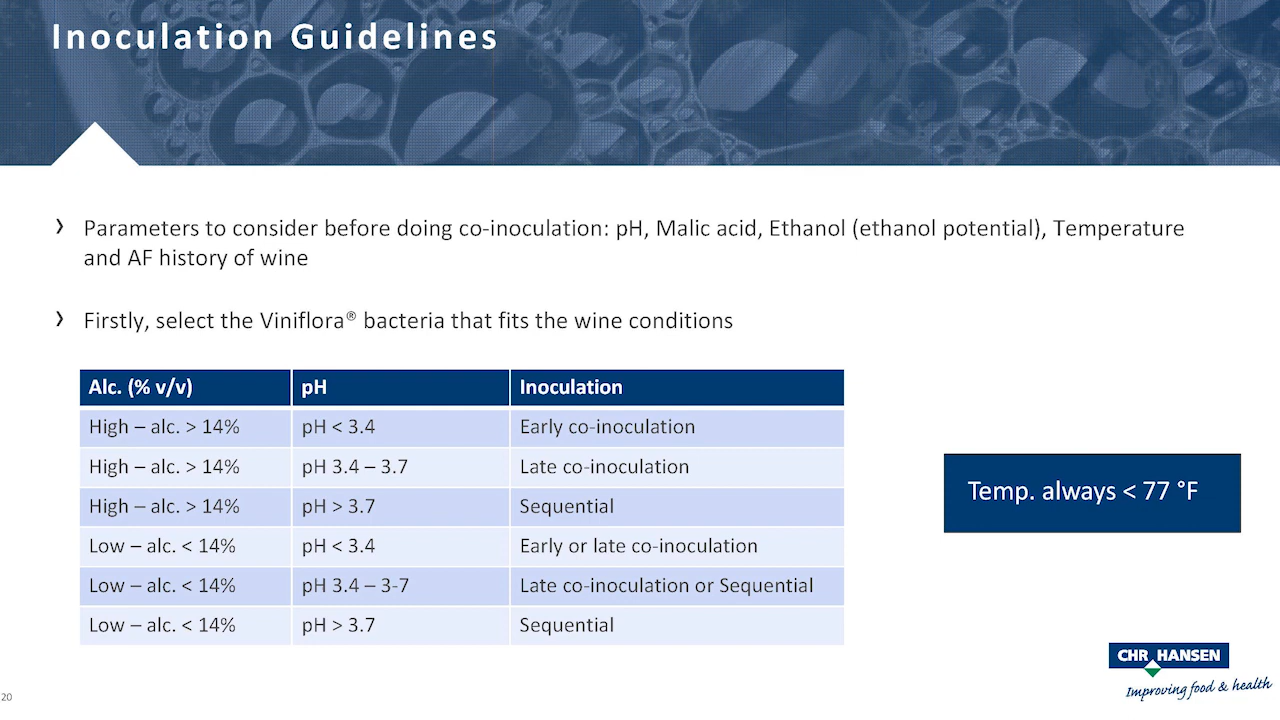 Inoculation Guidelines
› Parameters to consider before doing co-inoculation: pH, Malic acid, Ethanol (ethanol potential), Temperature
and AF history of wine
› Firstly, select the Viniflora® bacteria that fits the wine conditions
Alc. (% v/v) pH Inoculation
High – alc. > 14% pH < 3.4 Early co-inoculation
High – alc. > 14% pH 3.4 – 3.7 Late co-inoculation
High – alc. > 14% pH > 3.7 Sequential
Low – alc. < 14% pH < 3.4 Early or late co-inoculation
Low – alc. < 14% pH 3.4 – 3-7 Late co-inoculation or Sequential
Low – alc. < 14% pH > 3.7 Sequential
Temp. always < 77 °F
CHR HANSEN
Improving food & health
20